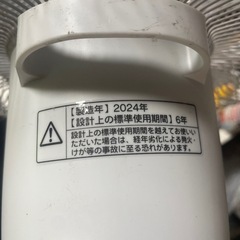 【製造年】2024年
【設計上の標準使用期間】6年
設計上の標準使用期間を越えてお使いい
ただいた場合は、経年劣化による発火・
けが等の事故に至る恐れがあります。